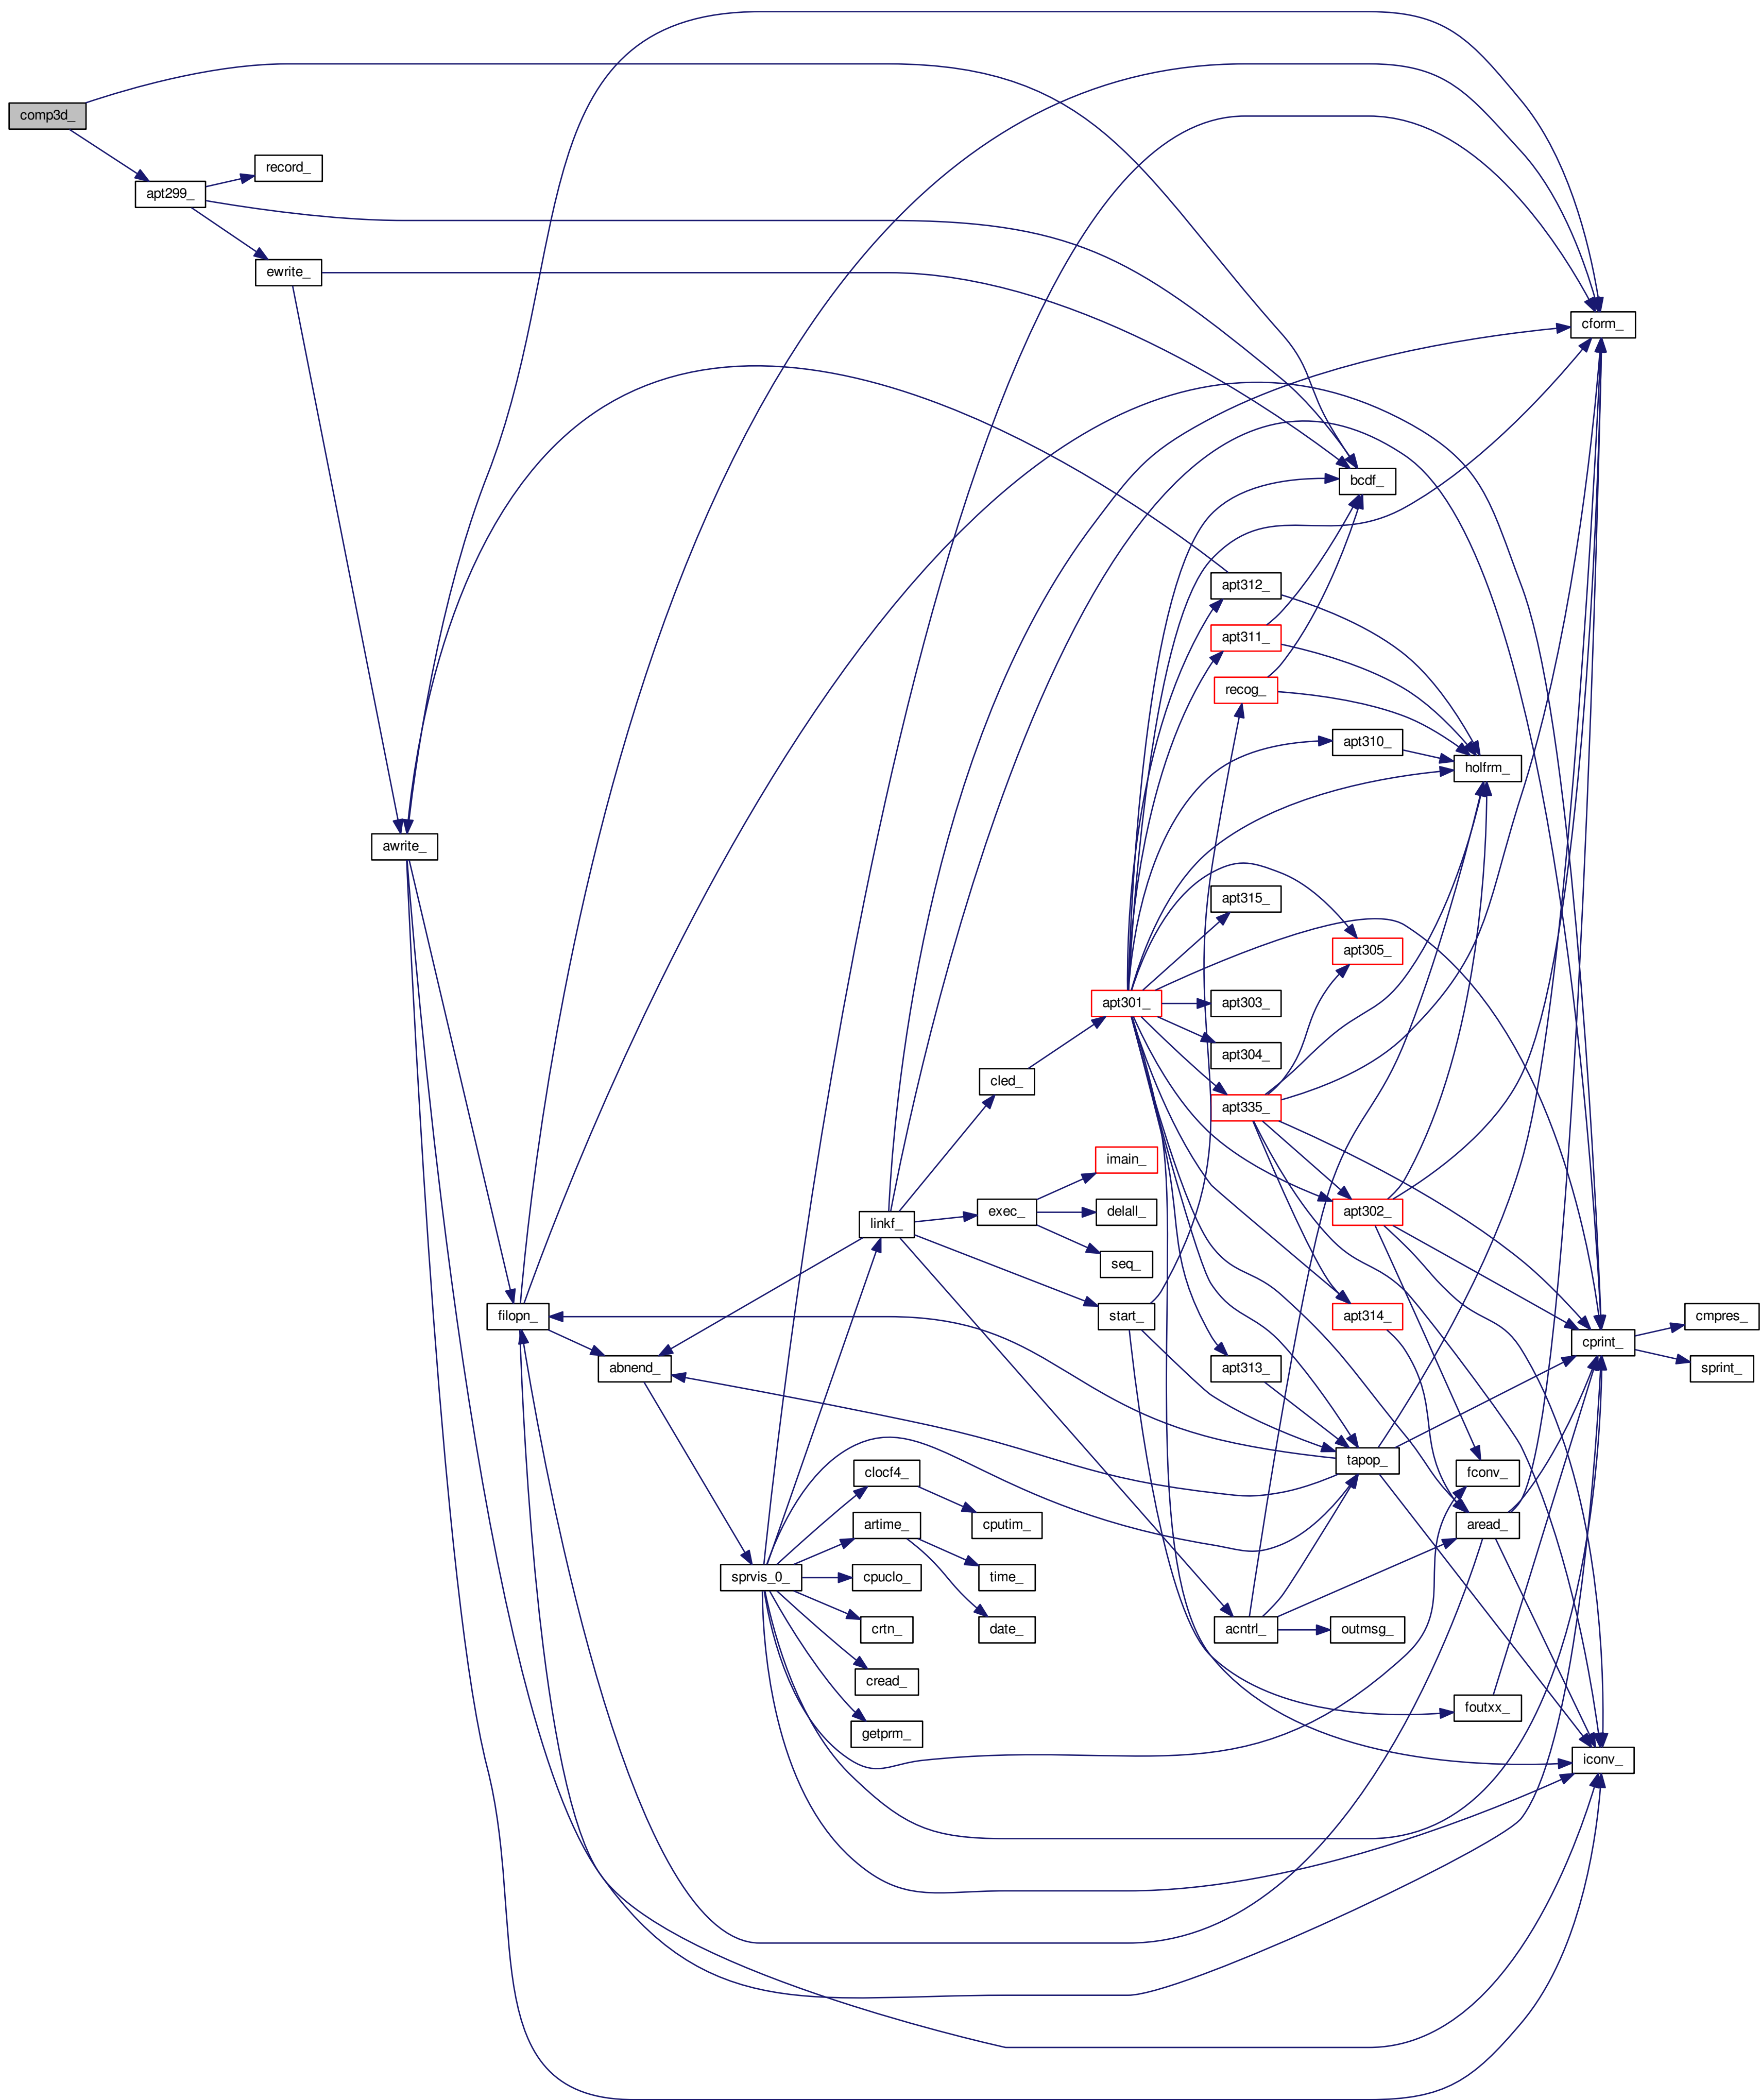 comp3d_
record_
apt299_
ewrite_
cform_
bcdf_
apt312_
apt311_
recog_
apt310_
holfrm_
awrite_
apt315_
apt305_
apt301_
apt303_
apt304_
cled_
apt335_
imain_
exec_
delall_
apt302_
linkf_
seq_
filopn_
start_
apt314_
cmpres_
cprint_
abnend_
apt313_
sprint_
tapop_
clocf4_
fconv_
artime_
cputim_
aread_
sprvis_0_
cpuclo_
time_
crtn_
date_
acntrl_
outmsg_
cread_
foutxx_
getprm_
iconv_